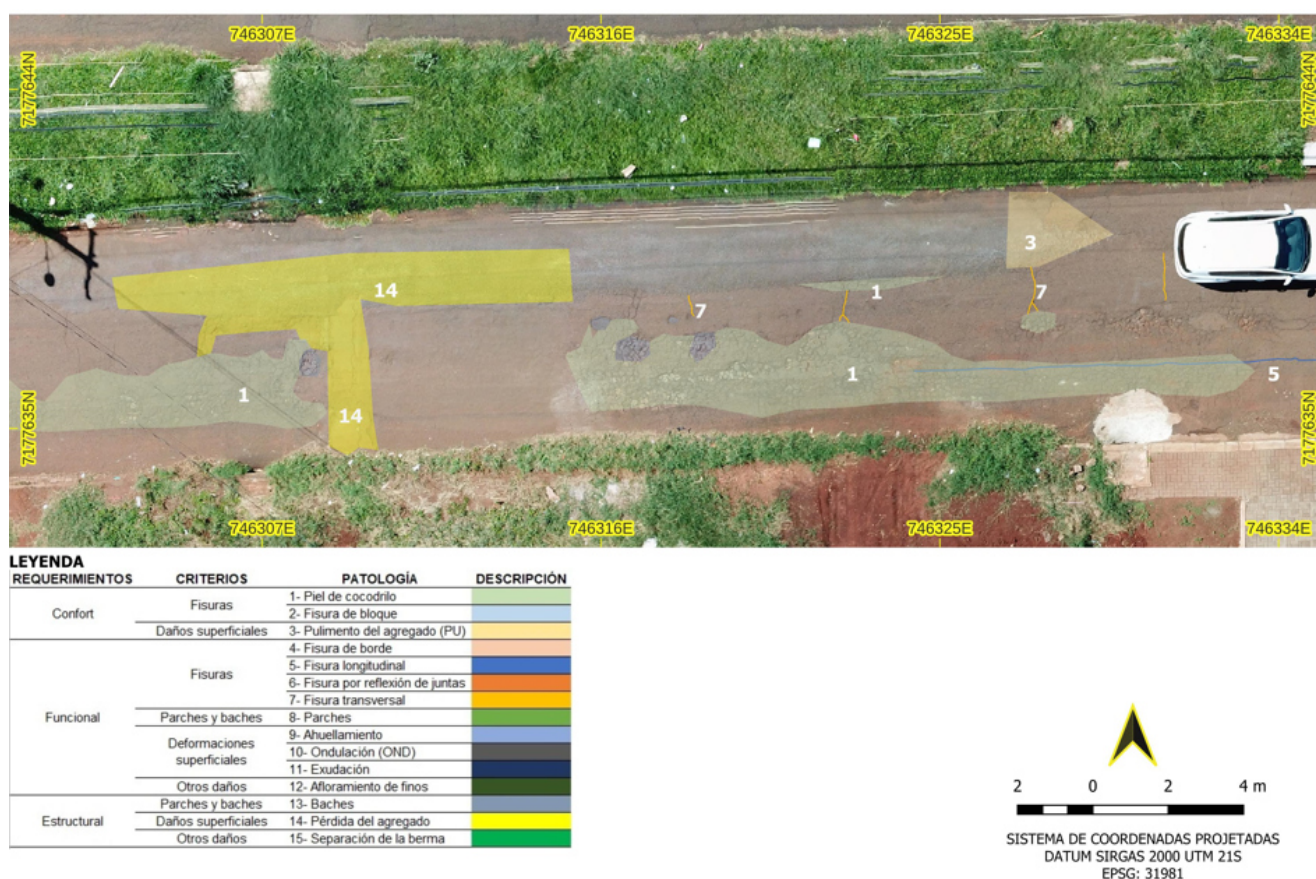 746307E 746316E 746325E 746334E
7177644N 7177644N
3
14 1 7 7
1 14 1 5
7177635N 7177635N
746307E 746316E 746325E 746334E
LEYENDA
REQUERIMIENTOS CRITERIOS PATOLOGÍA DESCRIPCIÓN
Confort Fisuras 1- Piel de cocodrilo
2- Fisura de bloque
Daños superficiales 3- Pulimento del agregado (PU)
Funcional Fisuras 4- Fisura de borde
5- Fisura longitudinal
6- Fisura por reflexión de juntas
7- Fisura transversal
Parches y baches 8- Parches
Deformaciones superficiales 9- Ahuellamiento
10- Ondulación (OND)
11- Exudación
Otros daños 12- Afloramiento de finos
Estructural Parches y baches 13- Baches
Daños superficiales 14- Pérdida del agregado
Otros daños 15- Separación de la berma
2 0 2 4 m
SISTEMA DE COORDENADAS PROJETADAS
DATUM SIRGAS 2000 UTM 21S
EPSG: 31981